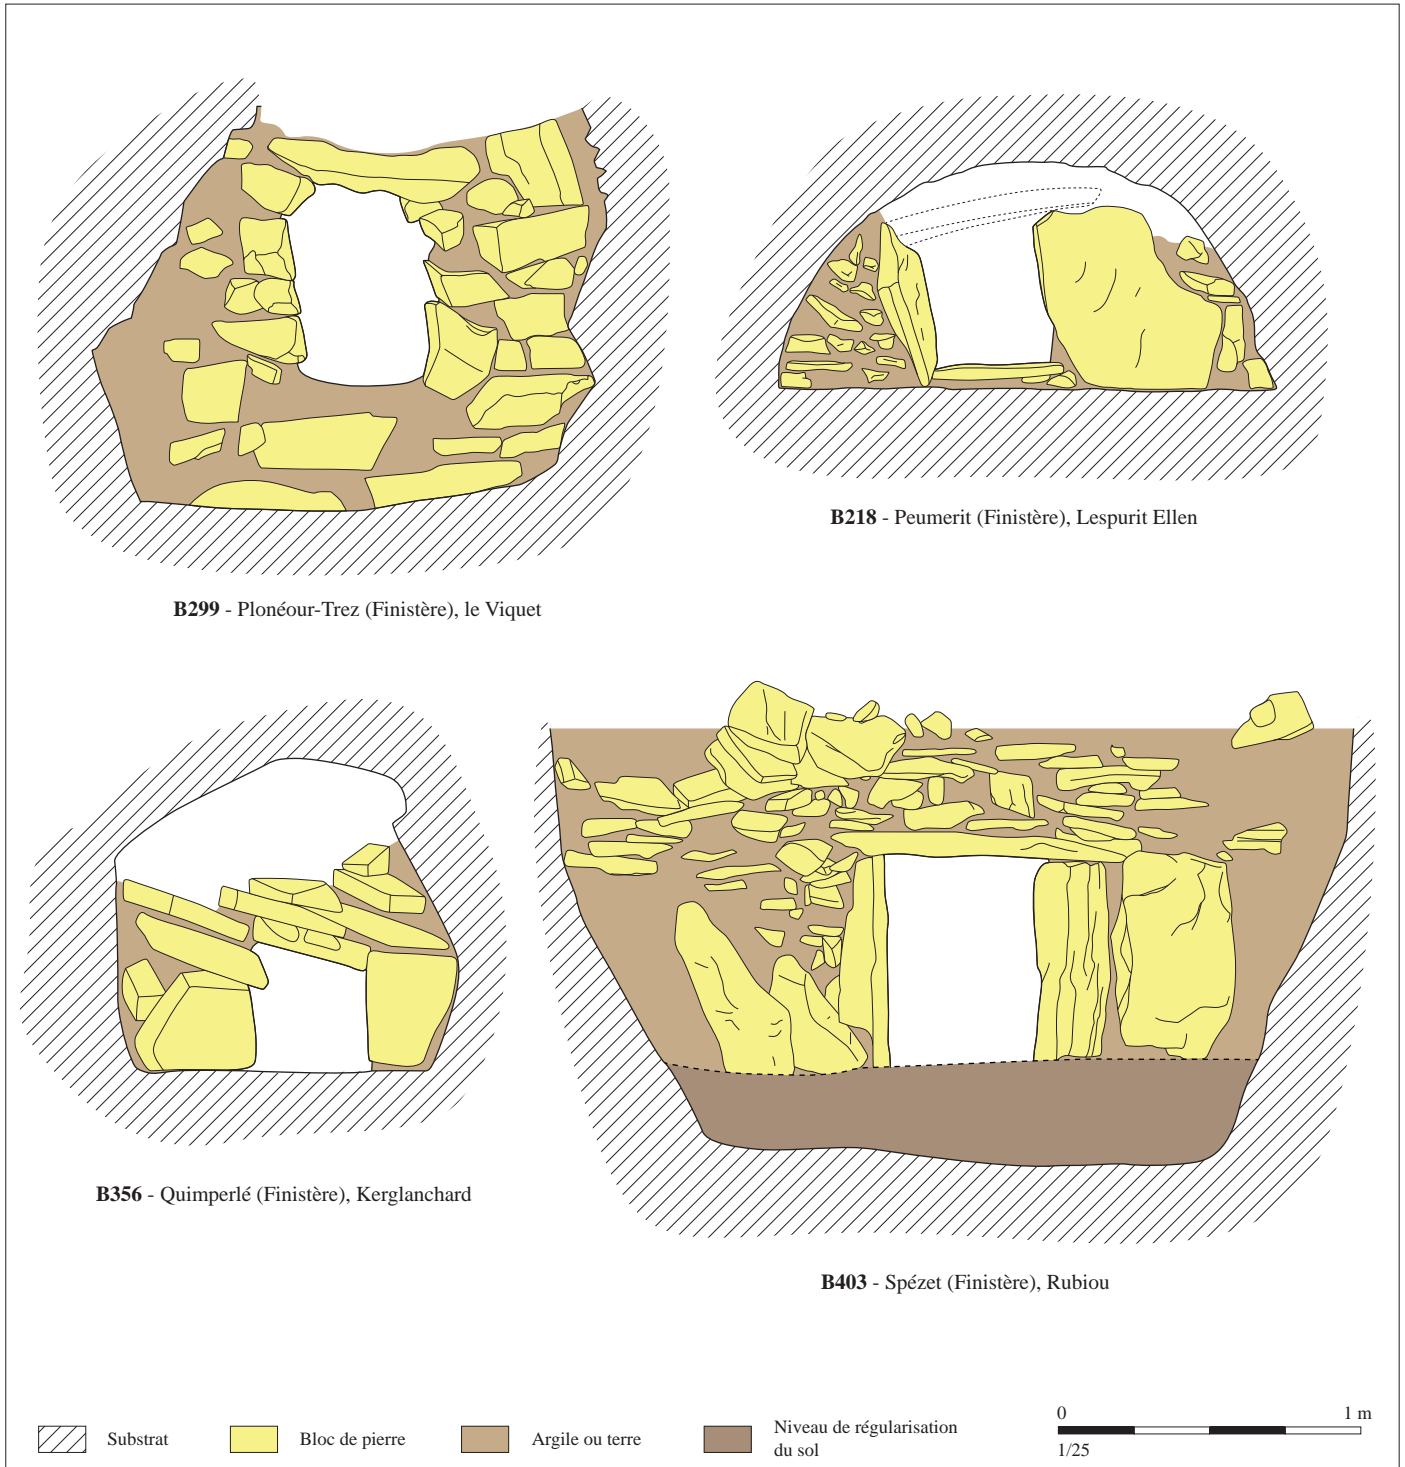 B299 - Plonéour-Trez (Finistère), le Viquet
B218 - Peumerit (Finistère), Lespurit Ellen
B356 - Quimperlé (Finistère), Kerglanchard
B403 - Spézet (Finistère), Rubiou
Substrat
Bloc de pierre
Argile ou terre
Niveau de régularisation
du sol
0 1 m
1/25